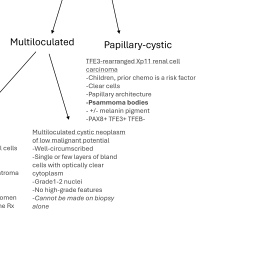 Multiloculated
Papillary-cystic
TFE3-rearranged Xp11 renal cell
carcinoma
-Children, prior chemo is a risk factor
-Clear cells
-Papillary architecture
-Psammoma bodies
- +/- melanin pigment
-PAX8+ TFE3+ TFEB-
Multiloculated cystic neoplasm
of low malignant potential
-Well-circumscribed
-Single or few layers of bland
cells with optically clear
cytoplasm
-Grade1-2 nuclei
-No high-grade features
-Cannot be made on biopsy
alone
l cells
troma
omen
ne Rx